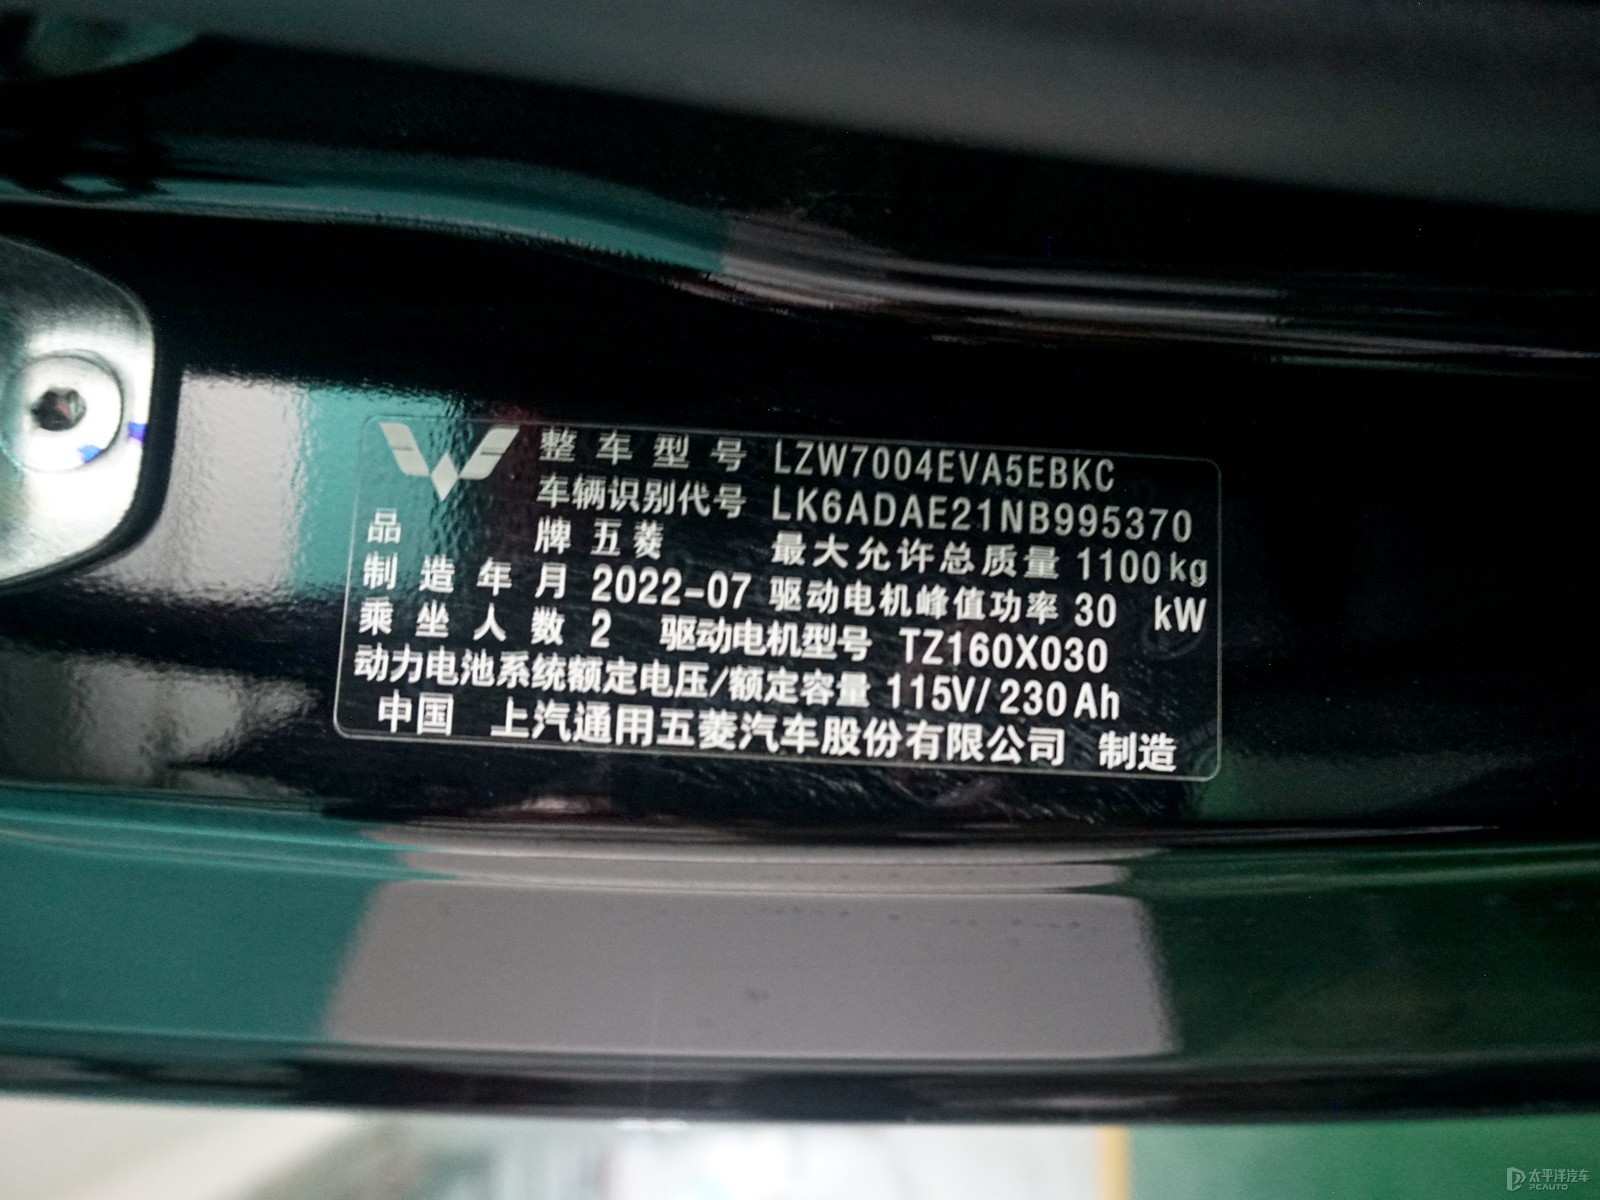 整车型号 LZW7004EVA5EBKC
车辆识别代号 LK6ADAE21NB995370
品牌 五菱 最大允许总质量 1100kg
制造年月 2022-07 驱动电机峰值功率 30 kW
乘坐人数 2 驱动电机型号 TZ160X030
动力电池系统额定电压/额定容量 115V/230Ah
中国 上汽通用五菱汽车股份有限公司 制造
太平洋汽车
PCAUTO